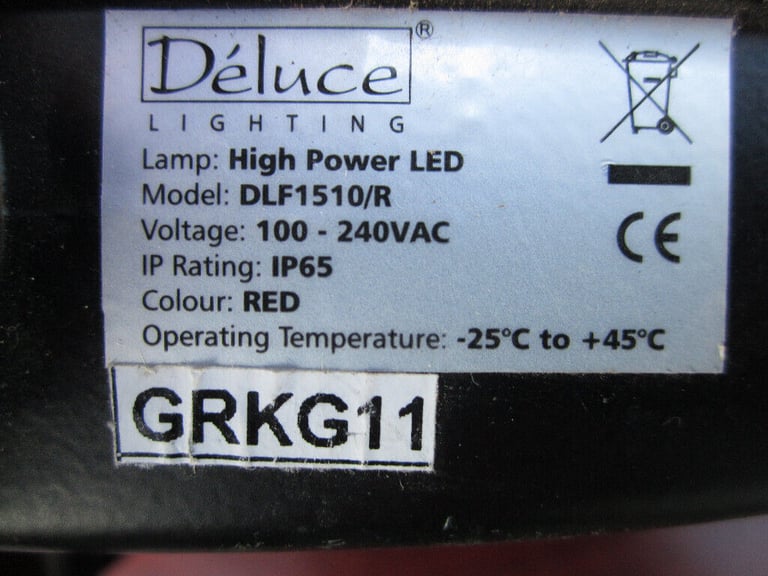 Déluce®
LIGHTING
Lamp: High Power LED
Model: DLF1510/R
Voltage: 100 - 240VAC
IP Rating: IP65
Colour: RED
Operating Temperature: -25°C to +45°C
CE
GRKG11